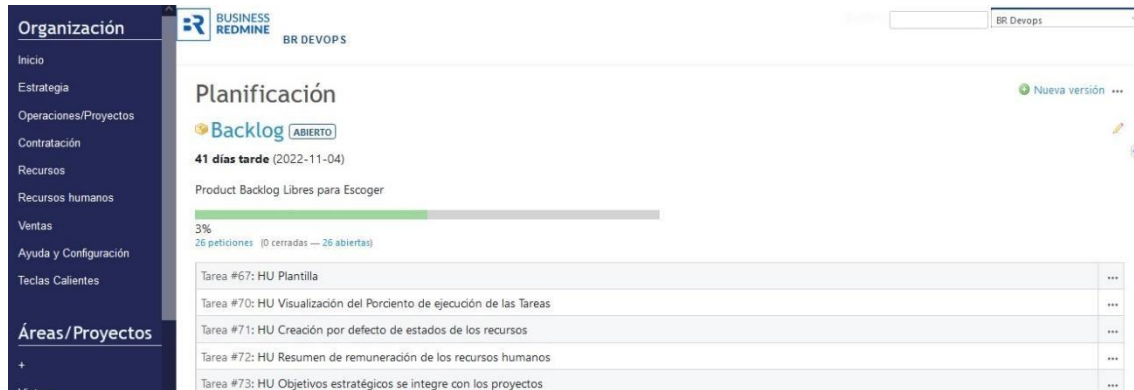 Organización
Inicio
Estrategia
Operaciones/Proyectos
Contratación
Recursos
Recursos humanos
Ventas
Ayuda y Configuración
Teclas Calientes
Áreas/Proyectos
+
BUSINESS
REDMINE
BR DEVOPS
BR Devops
Planificación
Nueva versión ...
Backlog ABIERTO
41 días tarde (2022-11-04)
Product Backlog Libres para Escoger
3%
26 peticiones (0 cerradas — 26 abiertas)
Tarea #67: HU Plantilla ...
Tarea #70: HU Visualización del Porciento de ejecución de las Tareas ...
Tarea #71: HU Creación por defecto de estados de los recursos ...
Tarea #72: HU Resumen de remuneración de los recursos humanos ...
Tarea #73: HU Objetivos estratégicos se integre con los proyectos ...